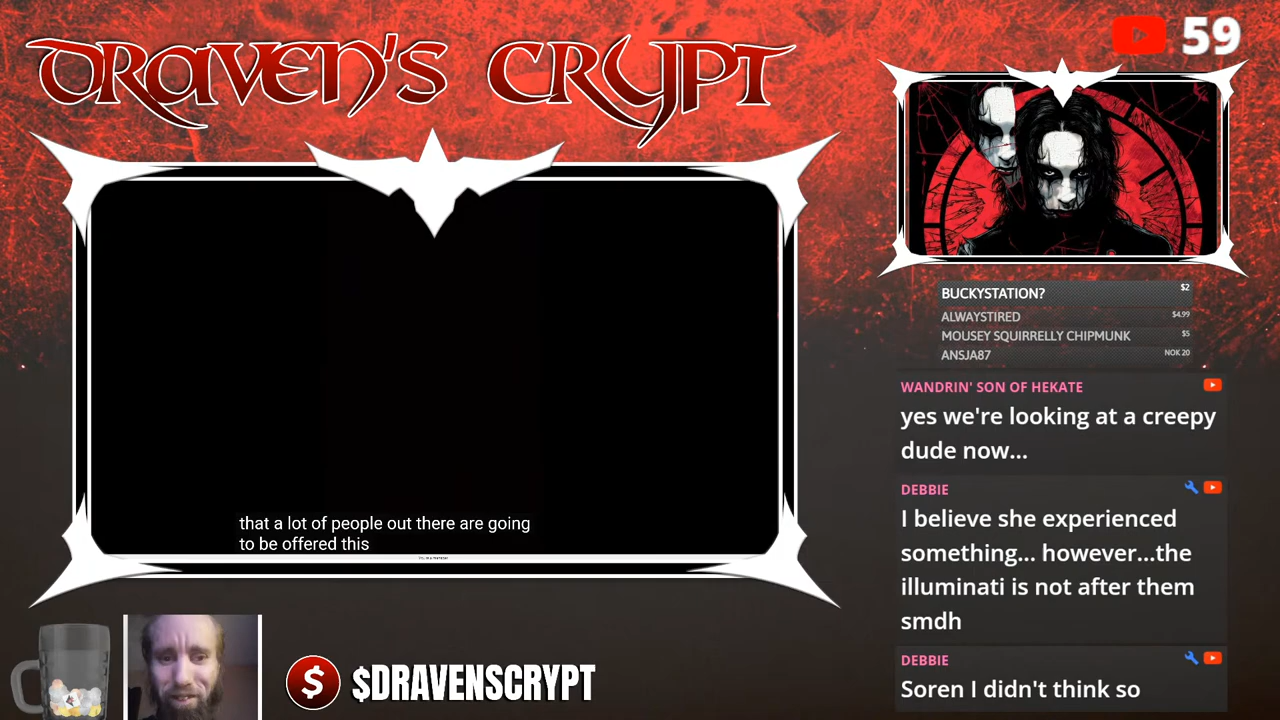 DRAVEN'S CRYPT
59
that a lot of people out there are going
to be offered this
BUCKYSTATION? $2
ALWAYSTIRED $4.99
MOUSEY SQUIRRELLY CHIPMUNK $5
ANSJA87 NOK 20
WANDRIN' SON OF HEKATE
yes we're looking at a creepy
dude now...
DEBBIE
I believe she experienced
something... however...the
illuminati is not after them
smdh
DEBBIE
Soren I didn't think so
$ $DRAVENSCRYPT